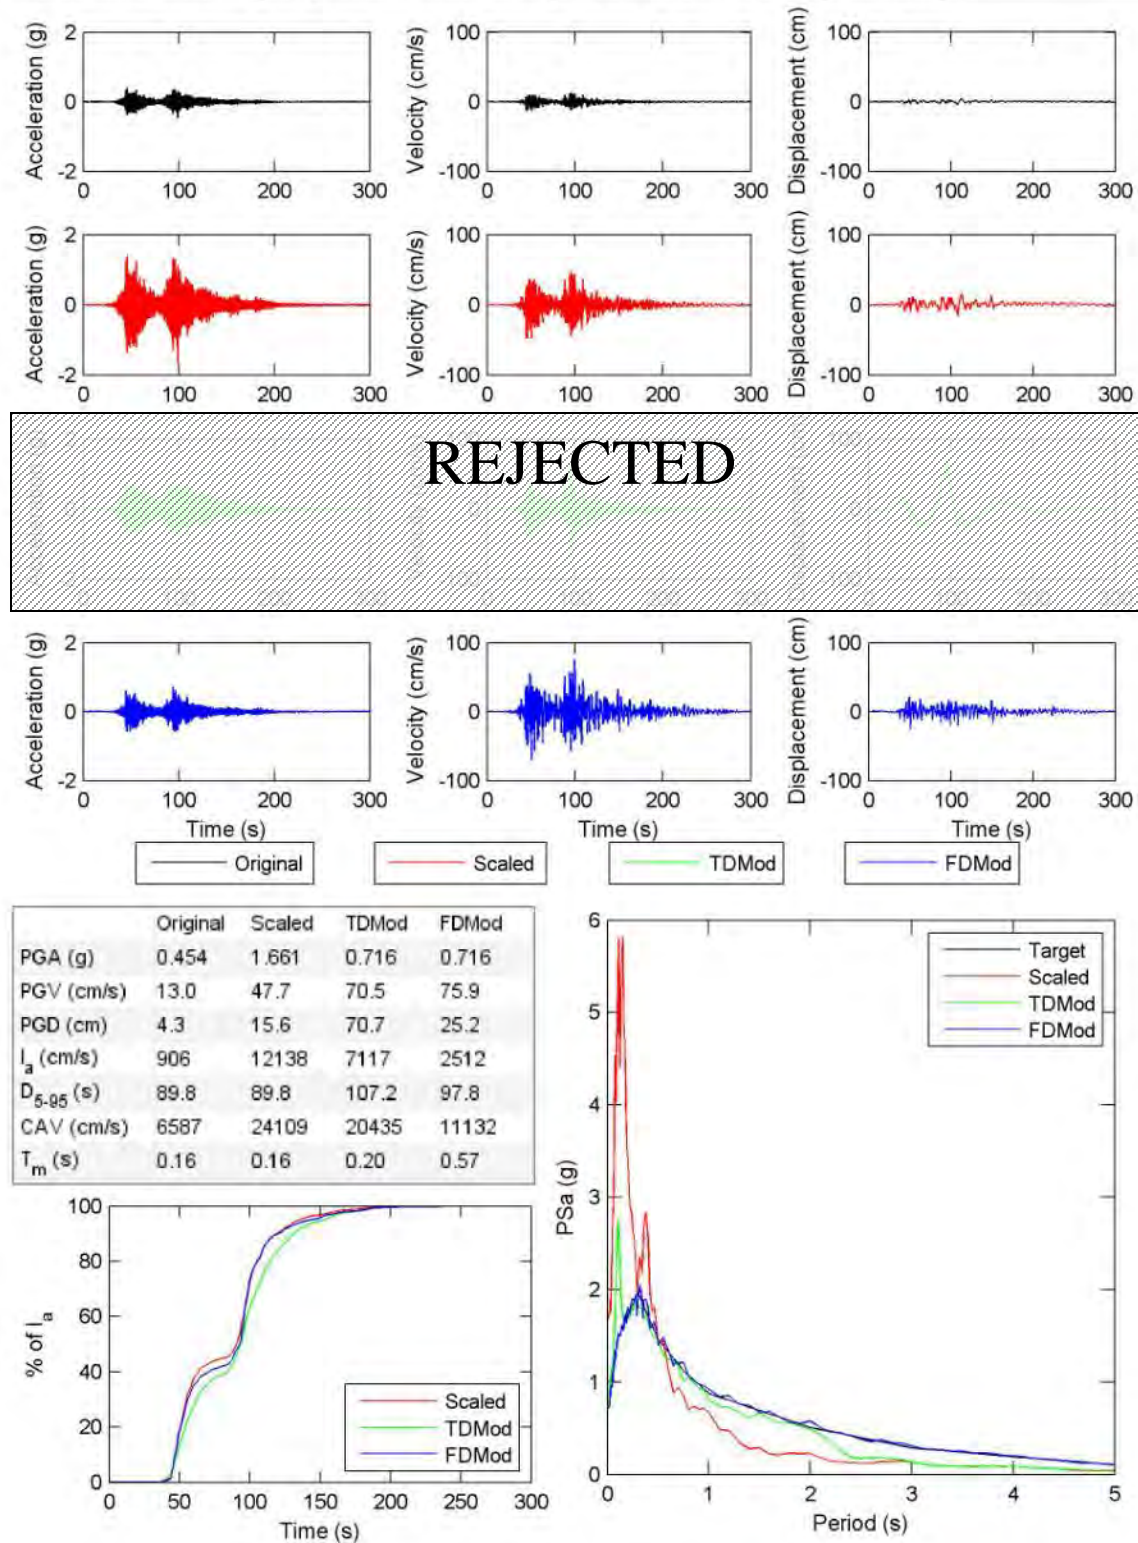 Acceleration (g)
2
0
-2
0 100 200 300
Velocity (cm/s)
100
0
-100
0 100 200 300
Displacement (cm)
100
0
-100
0 100 200 300
Acceleration (g)
2
0
-2
0 100 200 300
Velocity (cm/s)
100
0
-100
0 100 200 300
Displacement (cm)
100
0
-100
0 100 200 300
REJECTED
Acceleration (g)
2
0
-2
0 100 200 300
Time (s)
Velocity (cm/s)
100
0
-100
0 100 200 300
Time (s)
Displacement (cm)
100
0
-100
0 100 200 300
Time (s)
Original Scaled TDMod FDMod
Original Scaled TDMod FDMod
PGA (g) 0.454 1.661 0.716 0.716
PGV (cm/s) 13.0 47.7 70.5 75.9
PGD (cm) 4.3 15.6 70.7 25.2
Ia (cm/s) 906 12138 7117 2512
D5-95 (s) 89.8 89.8 107.2 97.8
CAV (cm/s) 6587 24109 20435 11132
Tm (s) 0.16 0.16 0.20 0.57
% of Ia
100
80
60
40
20
0
0 50 100 150 200 250 300
Time (s)
Scaled
TDMod
FDMod
PSa (g)
6
5
4
3
2
1
0
0 1 2 3 4 5
Period (s)
Target
Scaled
TDMod
FDMod